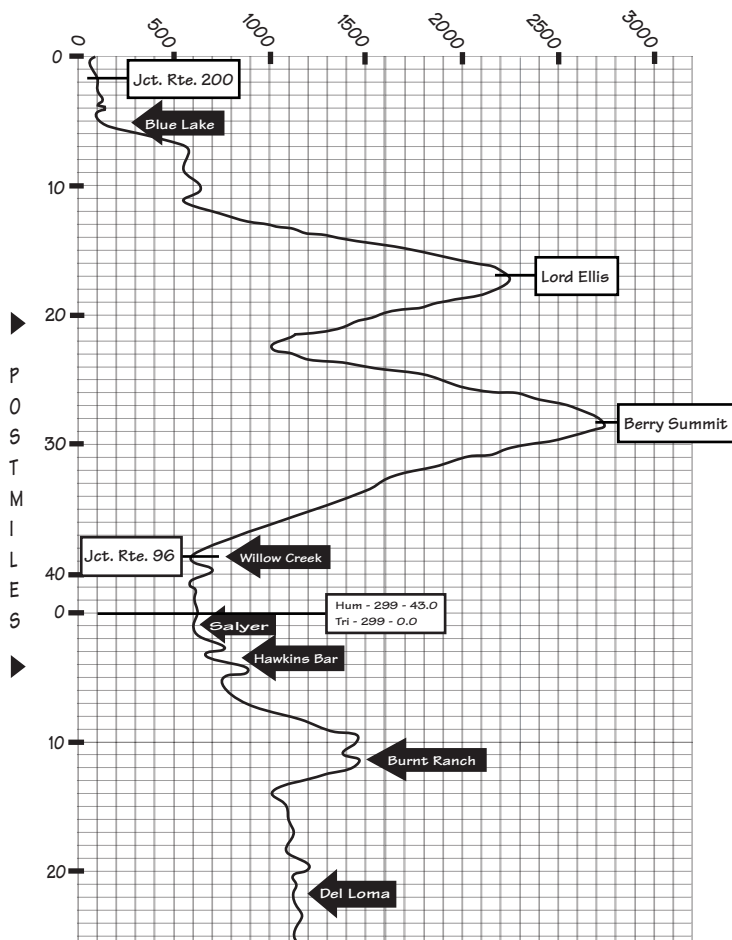 0 500 1000 1500 2000 2500 3000
0
Jct. Rte. 200
Blue Lake
10
Lord Ellis
20
POSTMILES
Berry Summit
30
Jct. Rte. 96
Willow Creek
40
Hum - 299 - 43.0
0
Tri - 299 - 0.0
Salyer
Hawkins Bar
10
Burnt Ranch
20
Del Loma